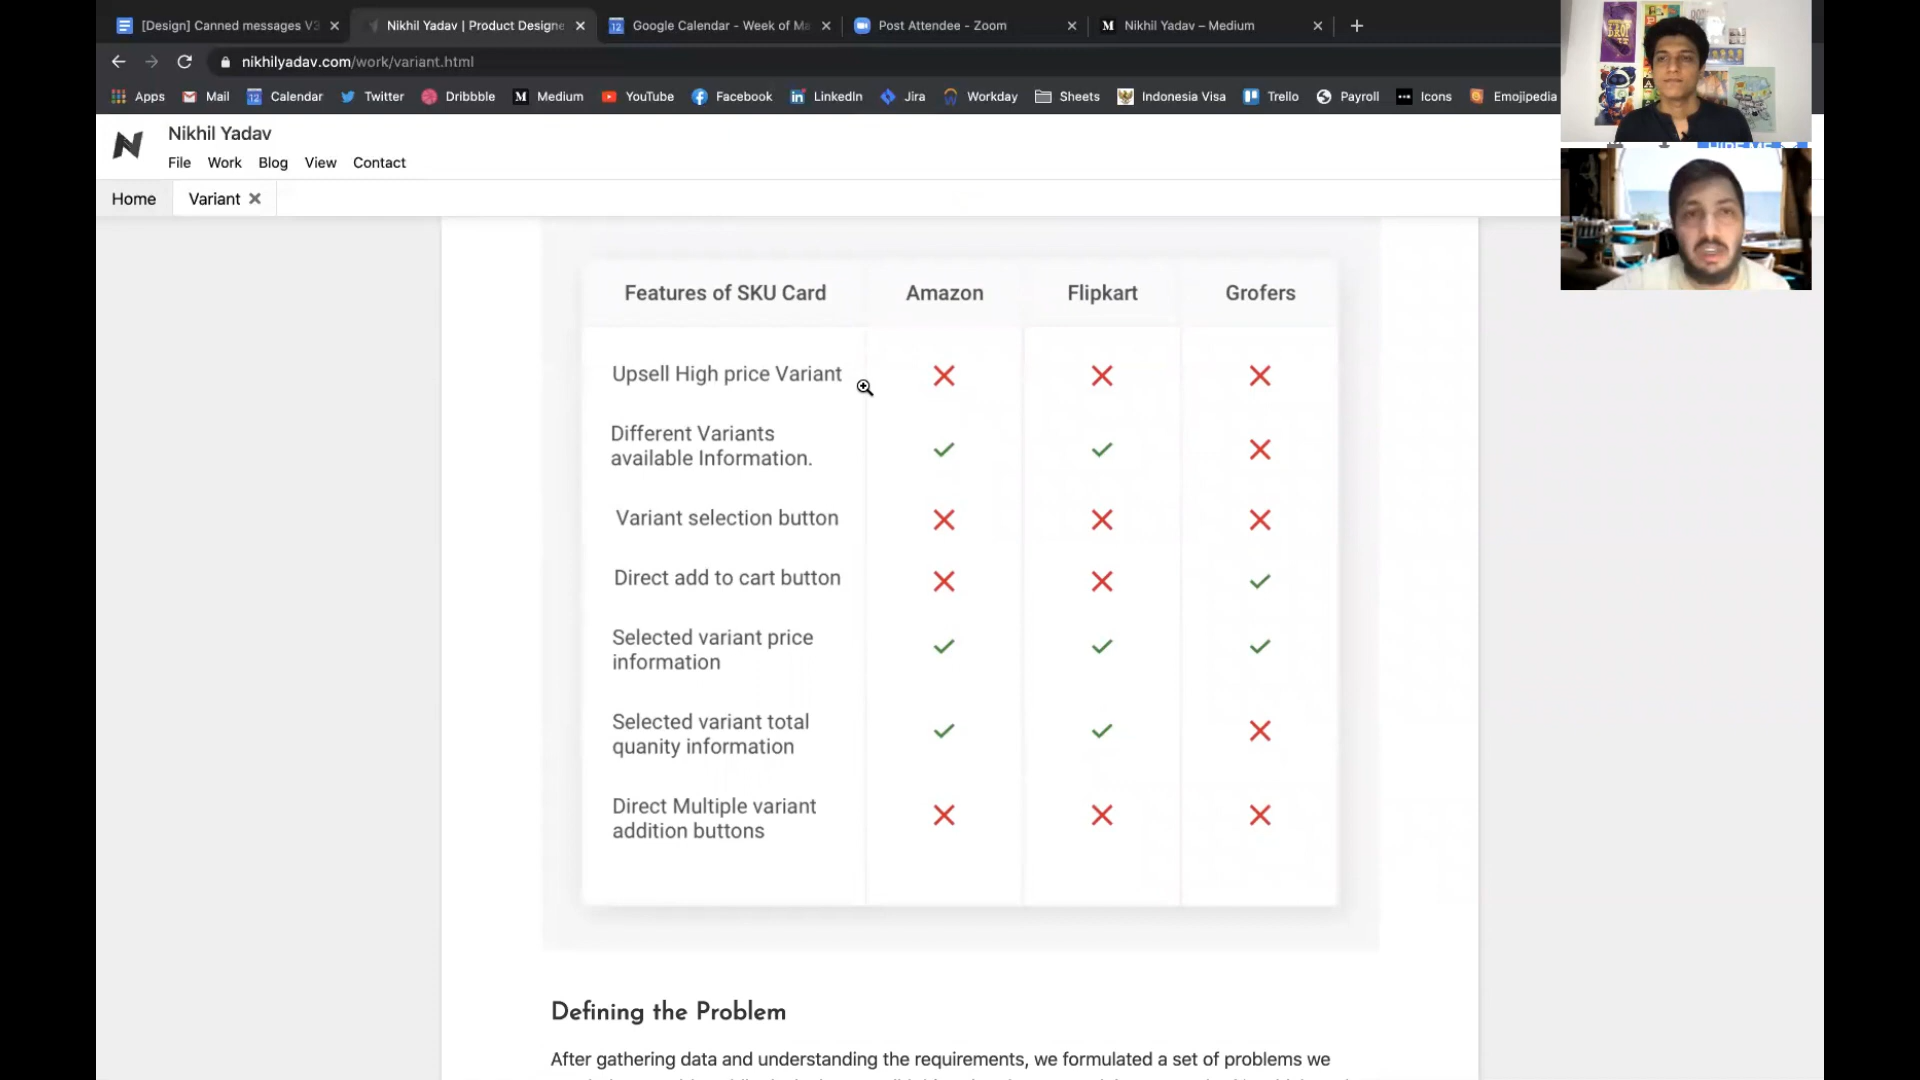 [Design] Canned messages V3
Nikhil Yadav | Product Designe
Google Calendar - Week of Ma
Post Attendee - Zoom
Nikhil Yadav – Medium
nikhilyadav.com/work/variant.html
Apps
Mail
Calendar
Twitter
Dribbble
Medium
YouTube
Facebook
LinkedIn
Jira
Workday
Sheets
Indonesia Visa
Trello
Payroll
Icons
Emojipedia
Nikhil Yadav
File Work Blog View Contact
Home Variant
Features of SKU Card Amazon Flipkart Grofers
Upsell High price Variant
Different Variants
available Information.
Variant selection button
Direct add to cart button
Selected variant price
information
Selected variant total
quanity information
Direct Multiple variant
addition buttons
Defining the Problem
After gathering data and understanding the requirements, we formulated a set of problems we